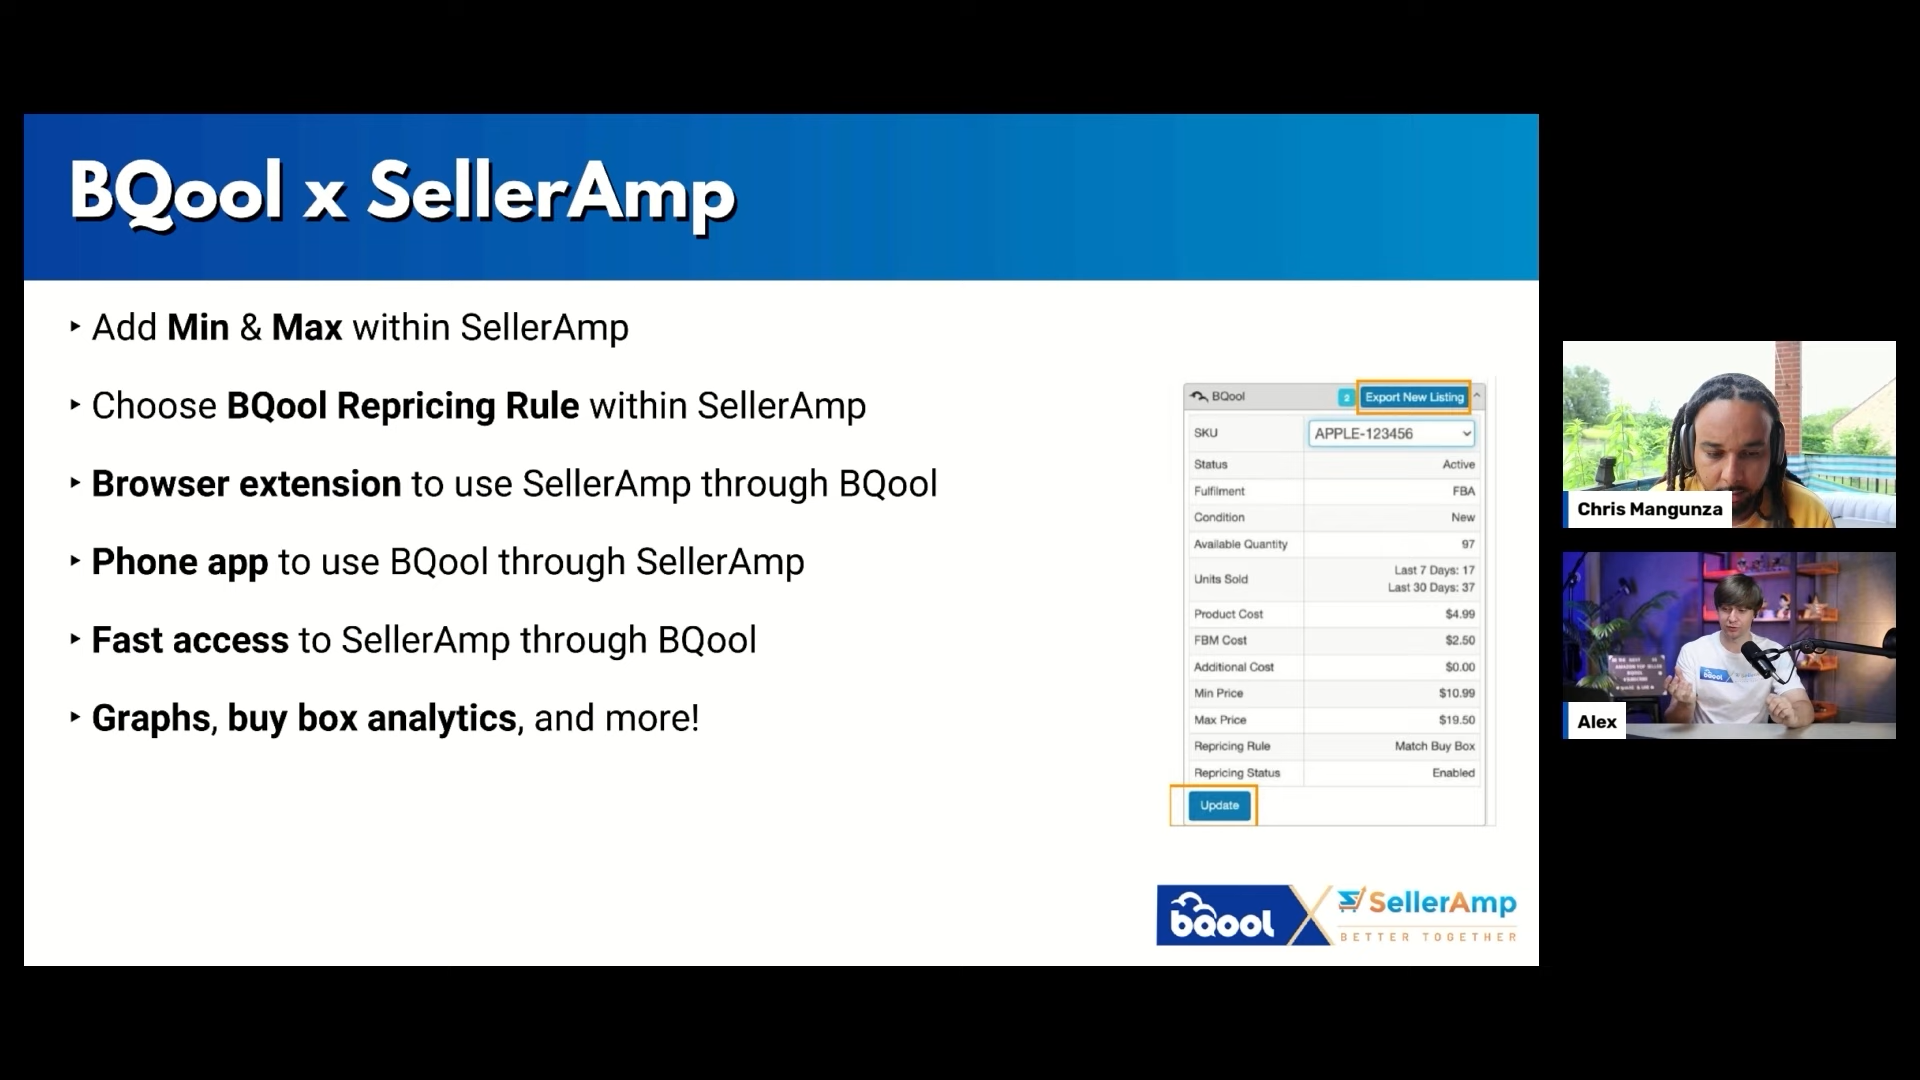 BQool x SellerAmp
‣ Add Min & Max within SellerAmp
‣ Choose BQool Repricing Rule within SellerAmp
‣ Browser extension to use SellerAmp through BQool
‣ Phone app to use BQool through SellerAmp
‣ Fast access to SellerAmp through BQool
‣ Graphs, buy box analytics, and more!
BQool 2 Export New Listing
SKU APPLE-123456
Status Active
Fulfilment FBA
Condition New
Available Quantity 97
Units Sold Last 7 Days: 17
Last 30 Days: 37
Product Cost $4.99
FBM Cost $2.50
Additional Cost $0.00
Min Price $10.99
Max Price $19.50
Repricing Rule Match Buy Box
Repricing Status Enabled
Update
bqool SellerAmp
BETTER TOGETHER
Chris Mangunza
bqool
Alex